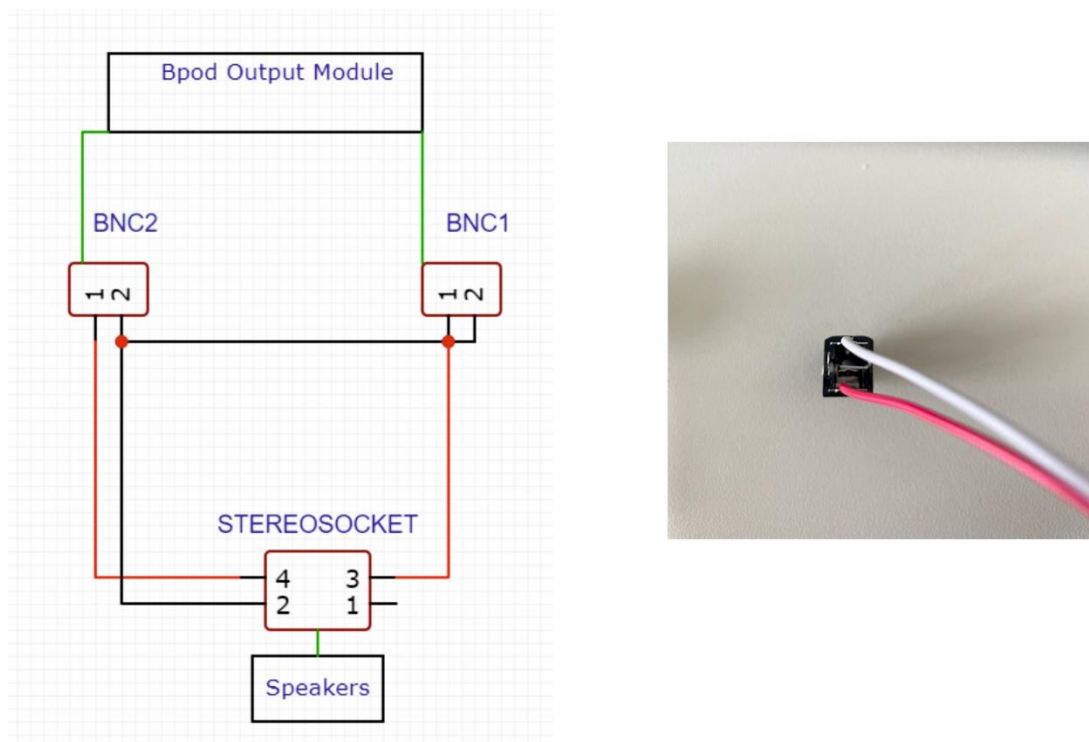 Bpod Output Module
BNC2
BNC1
1 2
1 2
STEREOSOCKET
4 3
2 1
Speakers